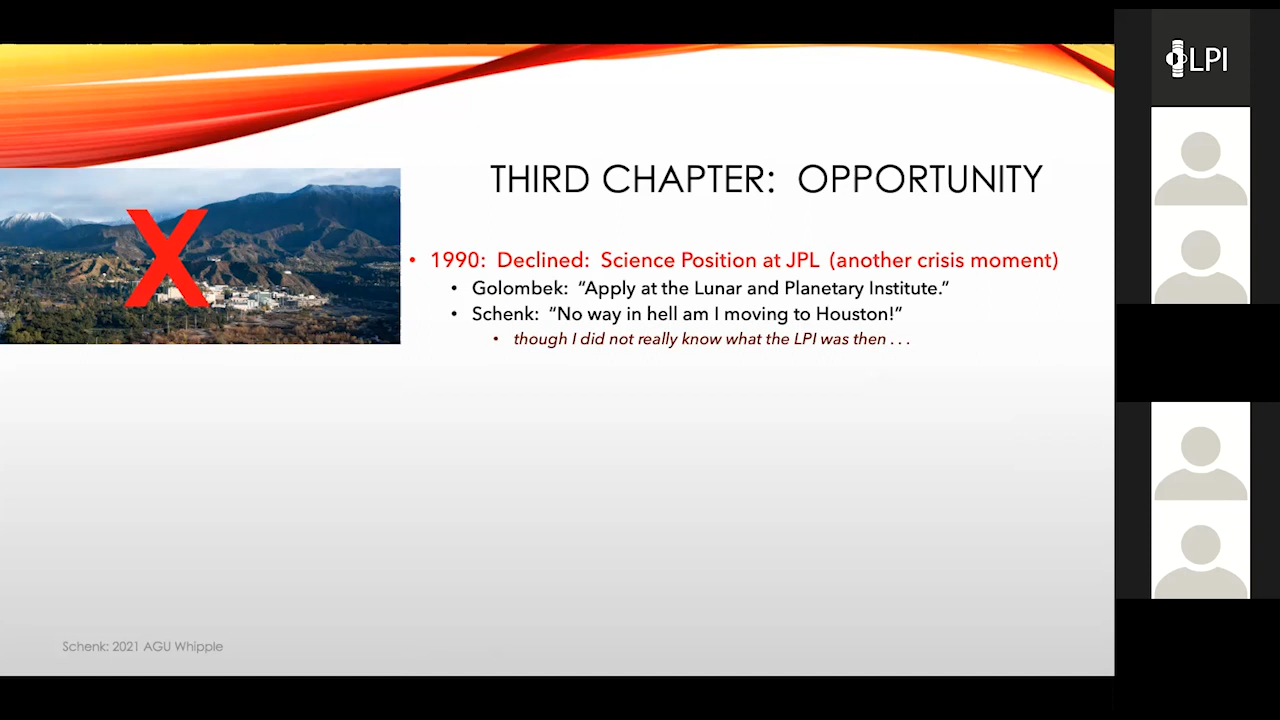 LPI
THIRD CHAPTER: OPPORTUNITY
X
• 1990: Declined: Science Position at JPL (another crisis moment)
• Golombek: “Apply at the Lunar and Planetary Institute.”
• Schenk: “No way in hell am I moving to Houston!”
• though I did not really know what the LPI was then . . .
Schenk: 2021 AGU Whipple